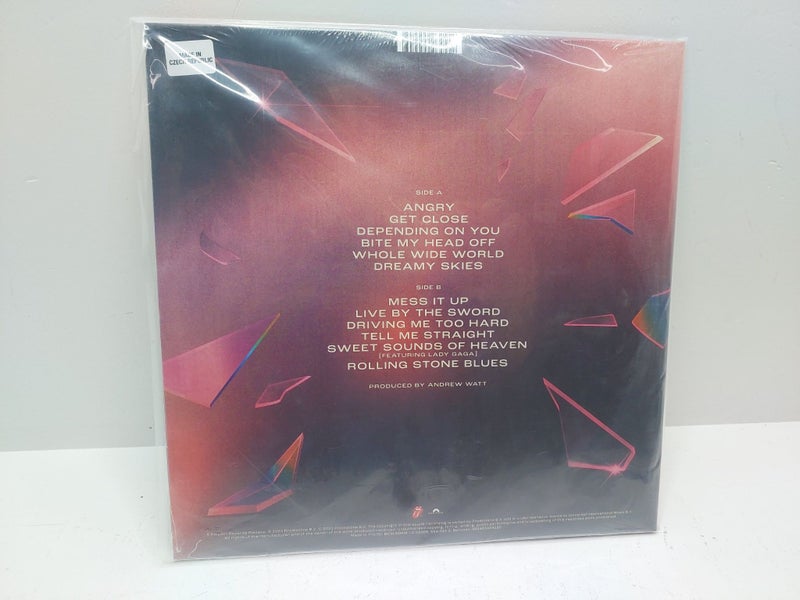 MADE IN
CZECH REPUBLIC
SIDE A
ANGRY
GET CLOSE
DEPENDING ON YOU
BITE MY HEAD OFF
WHOLE WIDE WORLD
DREAMY SKIES
SIDE B
MESS IT UP
LIVE BY THE SWORD
DRIVING ME TOO HARD
TELL ME STRAIGHT
SWEET SOUNDS OF HEAVEN
[FEATURING LADY GAGA]
ROLLING STONE BLUES
PRODUCED BY ANDREW WATT